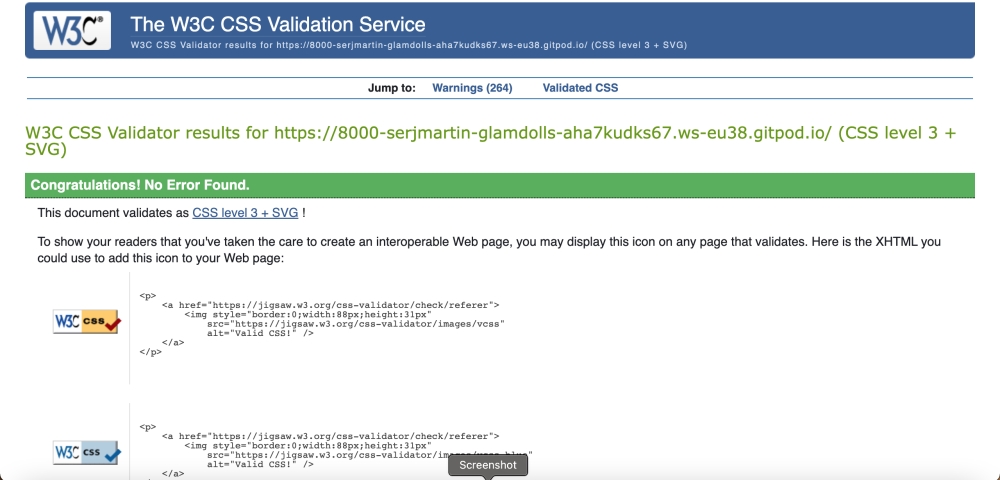 W3C®
The W3C CSS Validation Service
W3C CSS Validator results for https://8000-serjmartin-glamdolls-aha7kudks67.ws-eu38.gitpod.io/ (CSS level 3 + SVG)
Jump to: Warnings (264) Validated CSS
W3C CSS Validator results for https://8000-serjmartin-glamdolls-aha7kudks67.ws-eu38.gitpod.io/ (CSS level 3 +
SVG)
Congratulations! No Error Found.
This document validates as CSS level 3 + SVG !
To show your readers that you've taken the care to create an interoperable Web page, you may display this icon on any page that validates. Here is the XHTML you
could use to add this icon to your Web page:
W3C css
<p>
<a href="https://jigsaw.w3.org/css-validator/check/referer">
<img style="border:0;width:88px;height:31px"
src="https://jigsaw.w3.org/css-validator/images/vcss"
alt="Valid CSS!" />
</a>
</p>
W3C css
<p>
<a href="https://jigsaw.w3.org/css-validator/check/referer">
<img style="border:0;width:88px;height:31px"
src="https://jigsaw.w3.org/css-validator/
alt="Valid CSS!" />
</a>
Screenshot